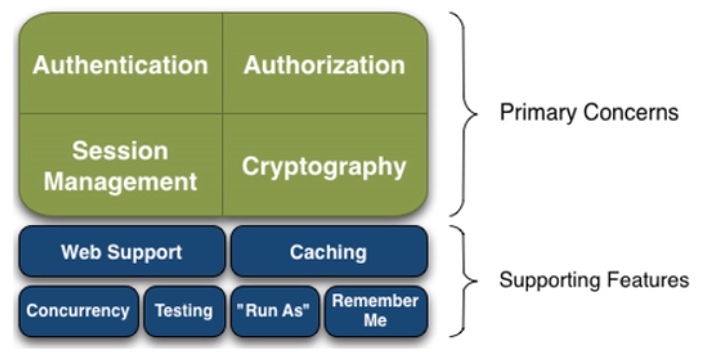 Authentication
Authorization
Primary Concerns
Session
Management
Cryptography
Web Support
Caching
Supporting Features
Concurrency
Testing
"Run As"
Remember
Me